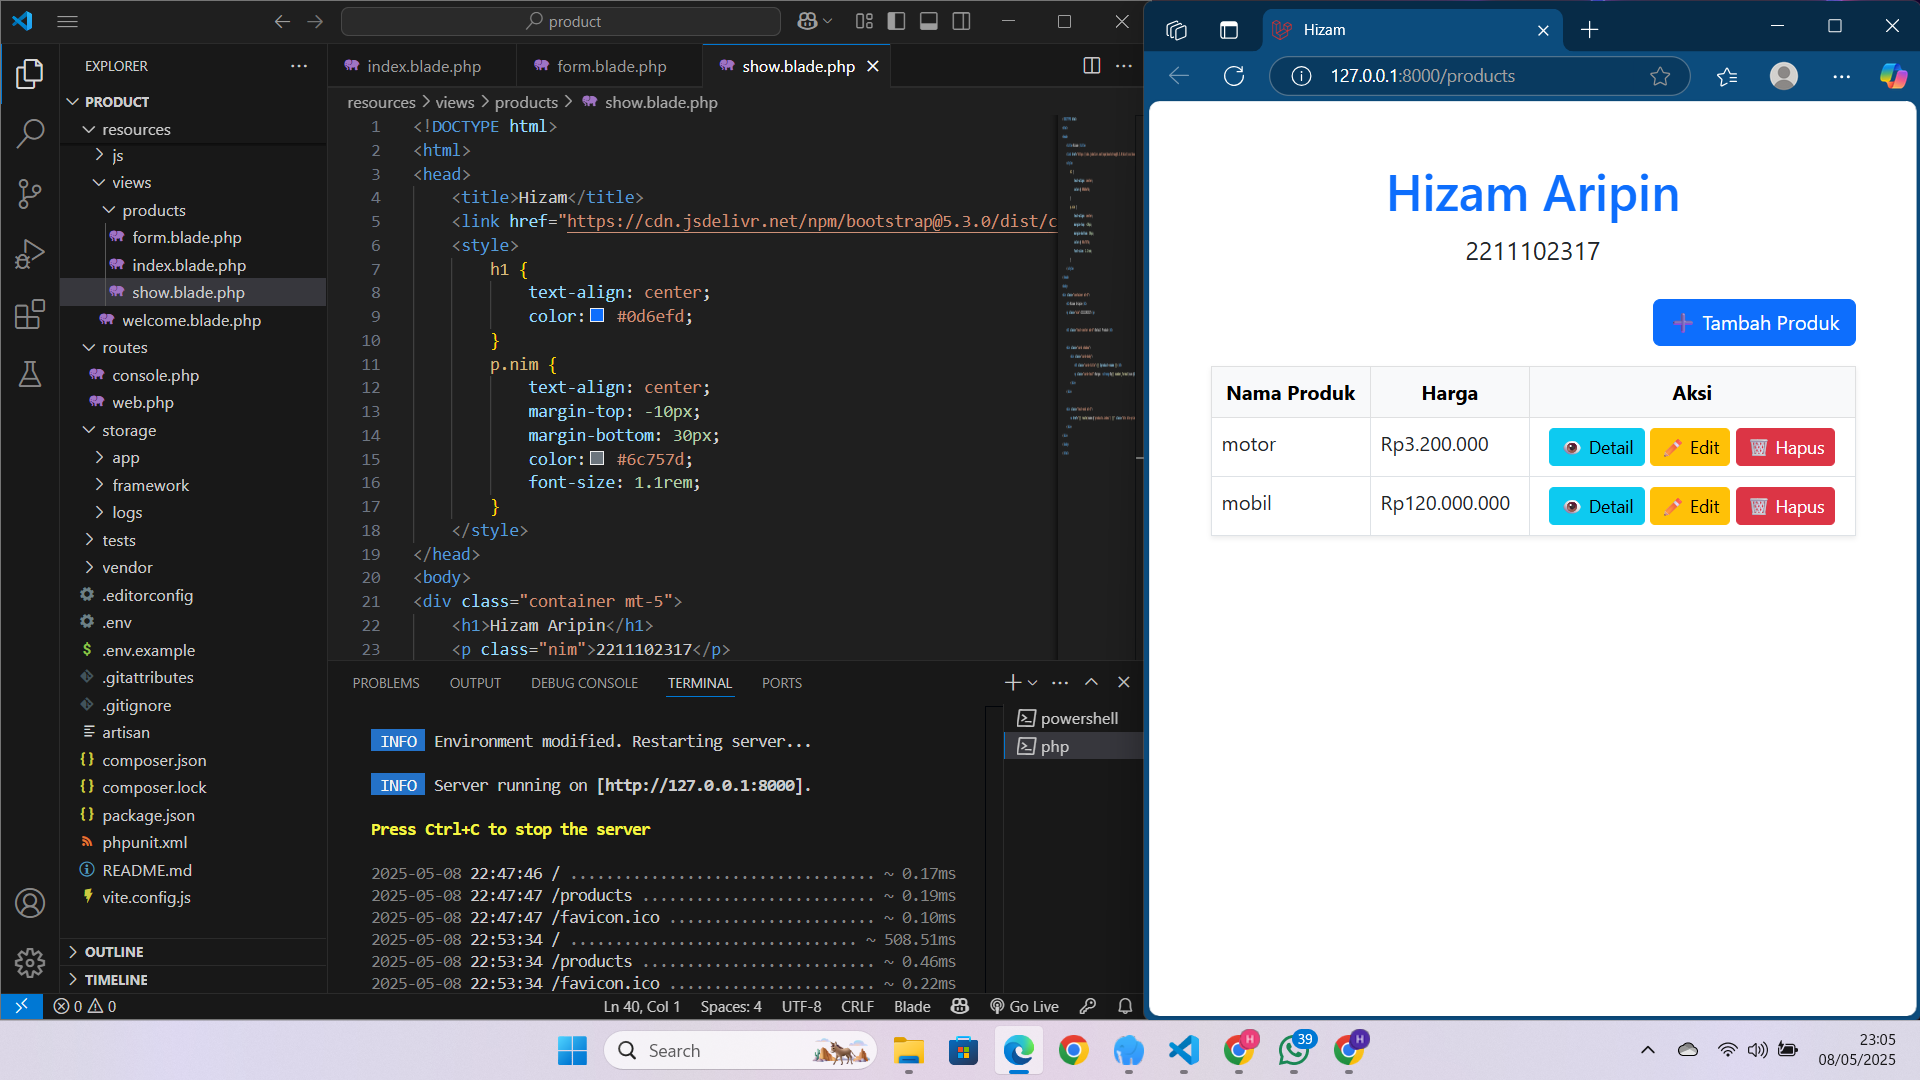 product
EXPLORER
PRODUCT
resources
js
views
products
form.blade.php
index.blade.php
show.blade.php
welcome.blade.php
routes
console.php
web.php
storage
app
framework
logs
tests
vendor
.editorconfig
.env
.env.example
.gitattributes
.gitignore
artisan
composer.json
composer.lock
package.json
phpunit.xml
README.md
vite.config.js
OUTLINE
TIMELINE
index.blade.php form.blade.php show.blade.php
resources > views > products > show.blade.php
1 <!DOCTYPE html>
2 <html>
3 <head>
4 <title>Hizam</title>
5 <link href="https://cdn.jsdelivr.net/npm/bootstrap@5.3.0/dist/c
6 <style>
7 h1 {
8 text-align: center;
9 color: #0d6efd;
10 }
11 p.nim {
12 text-align: center;
13 margin-top: -10px;
14 margin-bottom: 30px;
15 color: #6c757d;
16 font-size: 1.1rem;
17 }
18 </style>
19 </head>
20 <body>
21 <div class="container mt-5">
22 <h1>Hizam Aripin</h1>
23 <p class="nim">2211102317</p>
PROBLEMS OUTPUT DEBUG CONSOLE TERMINAL PORTS
INFO Environment modified. Restarting server...
INFO Server running on [http://127.0.0.1:8000].
Press Ctrl+C to stop the server
2025-05-08 22:47:46 / .................................. ~ 0.17ms
2025-05-08 22:47:47 /products .......................... ~ 0.19ms
2025-05-08 22:47:47 /favicon.ico ....................... ~ 0.10ms
2025-05-08 22:53:34 / ................................ ~ 508.51ms
2025-05-08 22:53:34 /products .......................... ~ 0.46ms
2025-05-08 22:53:34 /favicon.ico ....................... ~ 0.22ms
powershell
php
0 0 Ln 40, Col 1 Spaces: 4 UTF-8 CRLF Blade Go Live
Hizam
127.0.0.1:8000/products
Hizam Aripin
2211102317
Tambah Produk
Nama Produk Harga Aksi
motor Rp3.200.000 Detail Edit Hapus
mobil Rp120.000.000 Detail Edit Hapus
Search
H
39
H
23:05
08/05/2025